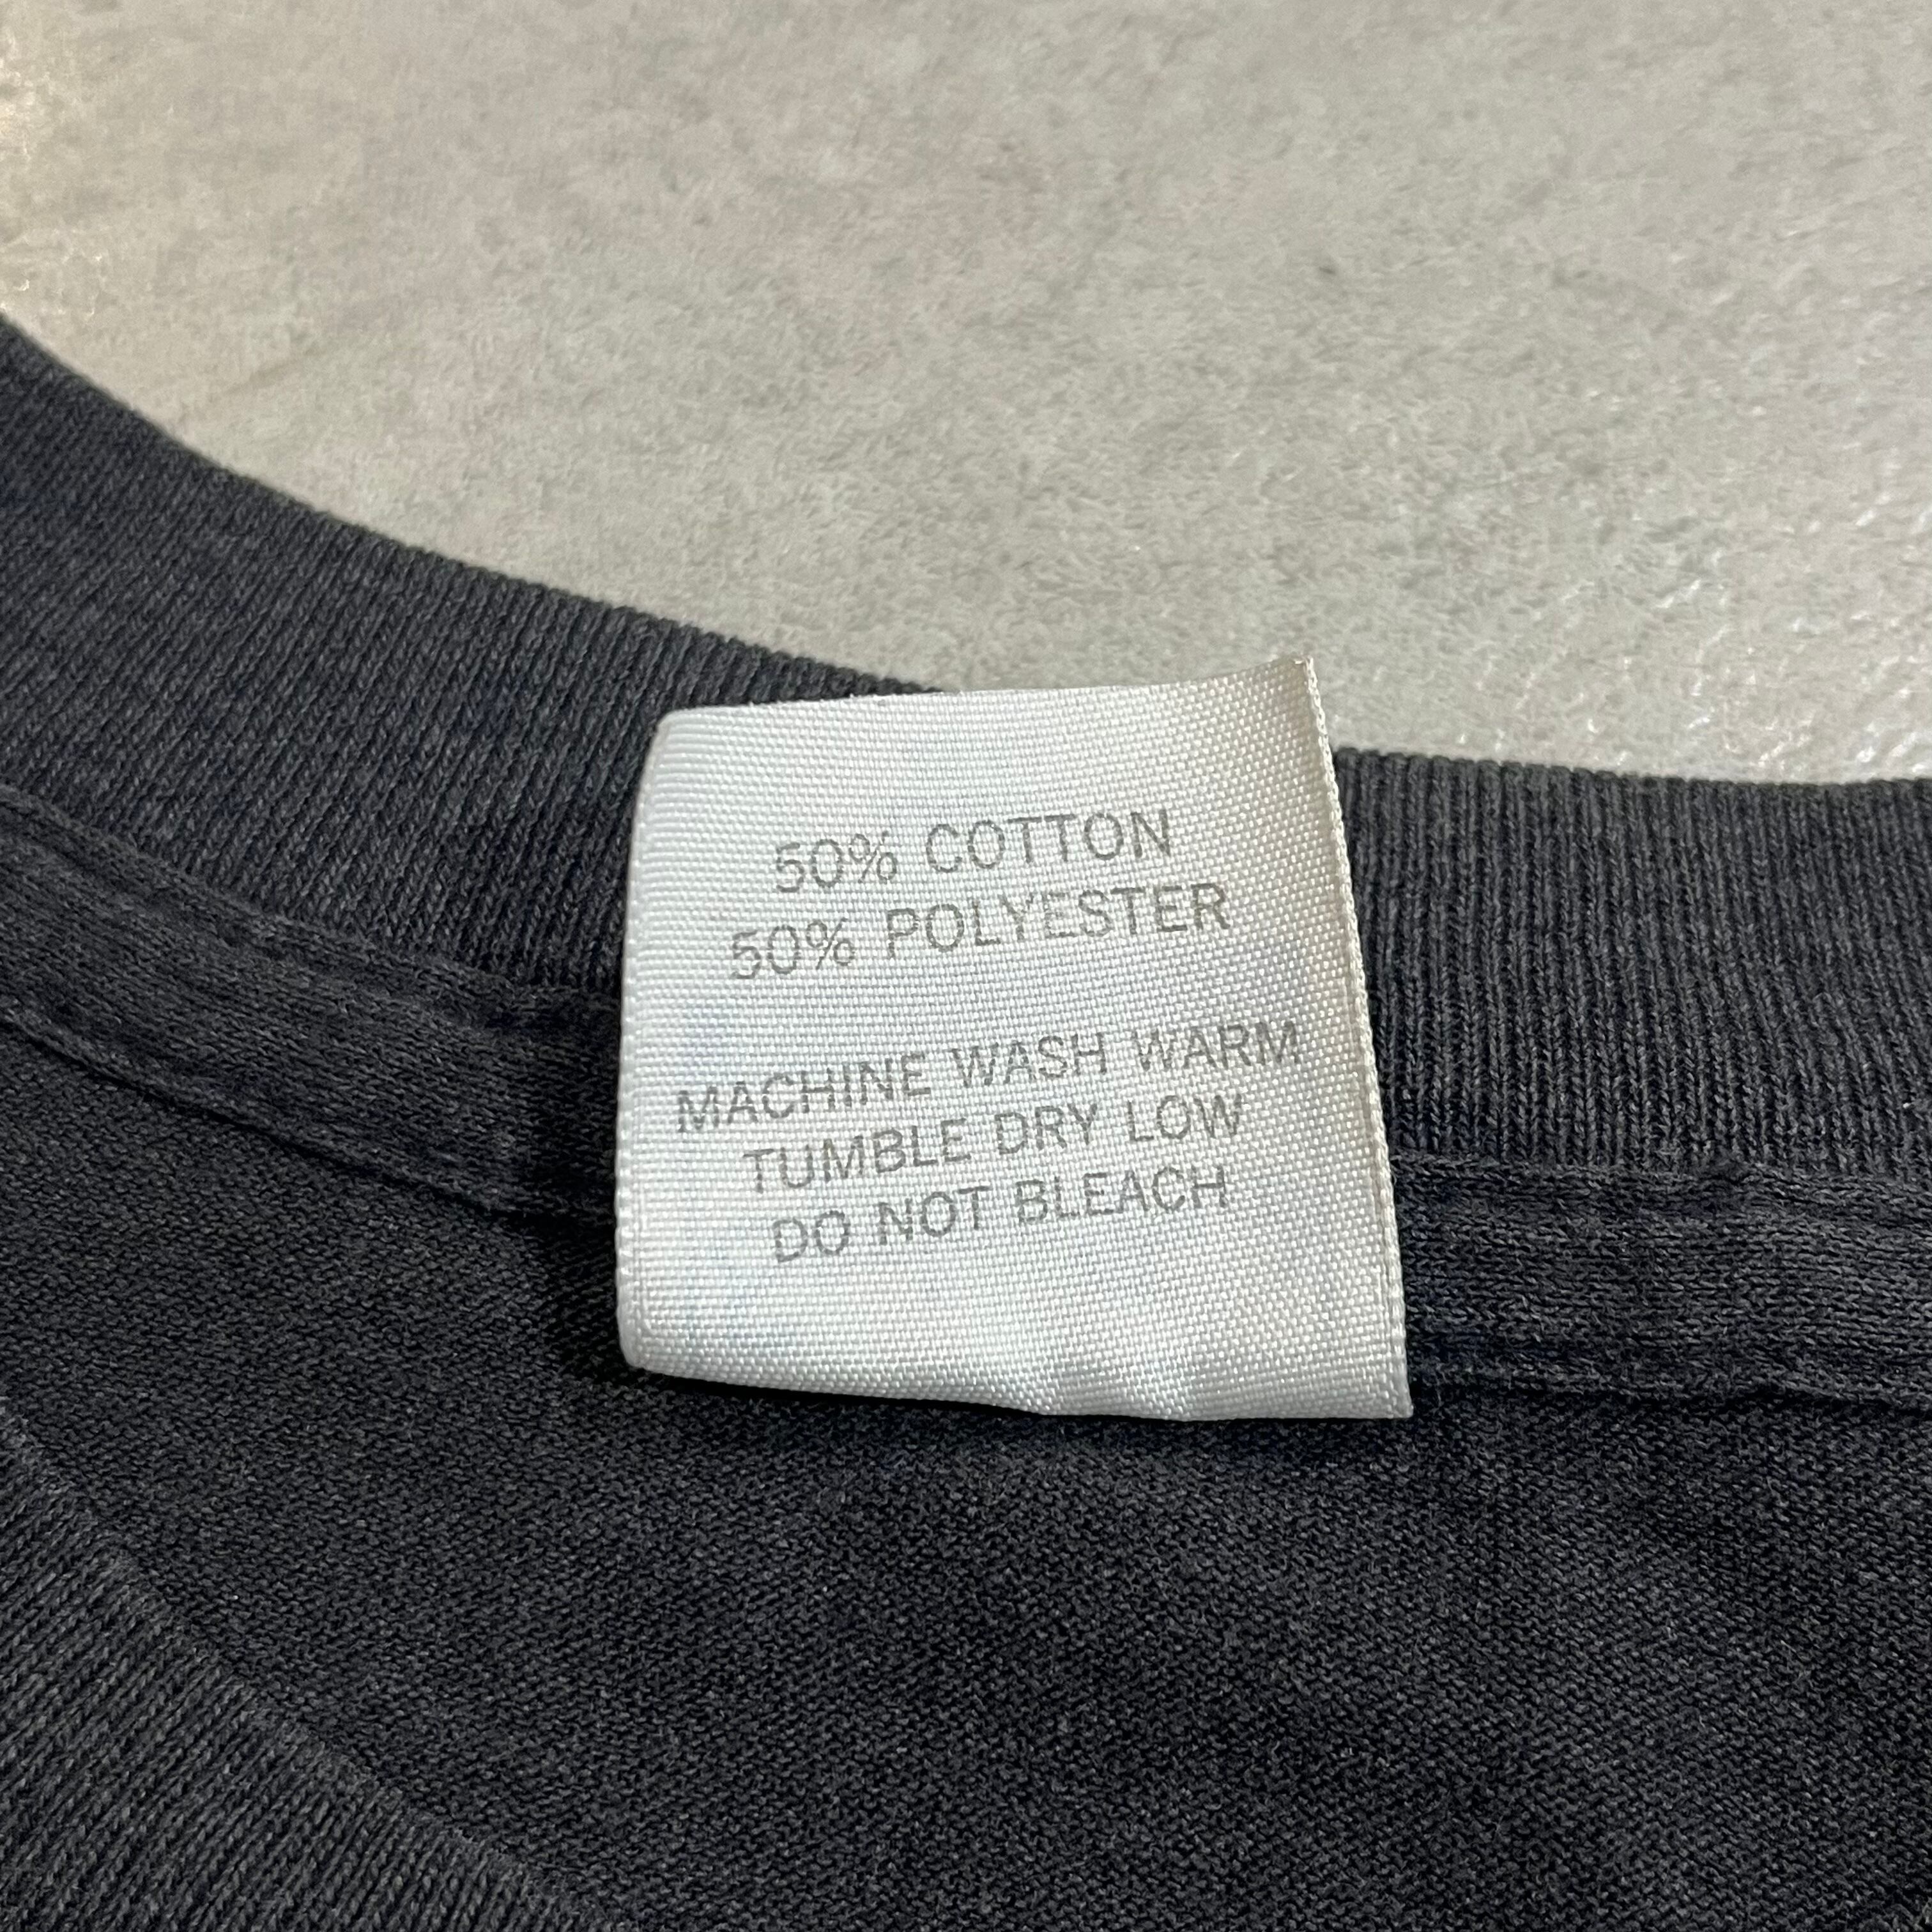 50% COTTON
50% POLYESTER
MACHINE WASH WARM
TUMBLE DRY LOW
DO NOT BLEACH